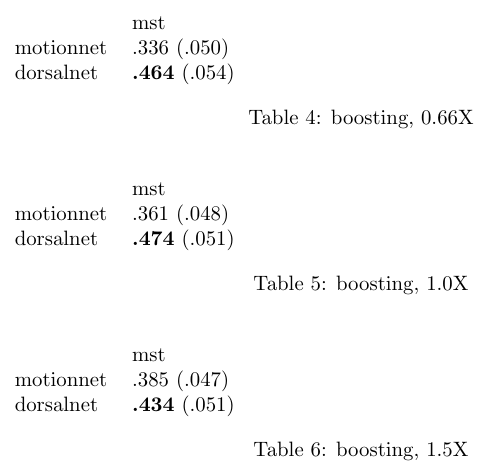 mst
motionnet .336 (.050)
dorsalnet .464 (.054)
Table 4: boosting, 0.66X
mst
motionnet .361 (.048)
dorsalnet .474 (.051)
Table 5: boosting, 1.0X
mst
motionnet .385 (.047)
dorsalnet .434 (.051)
Table 6: boosting, 1.5X